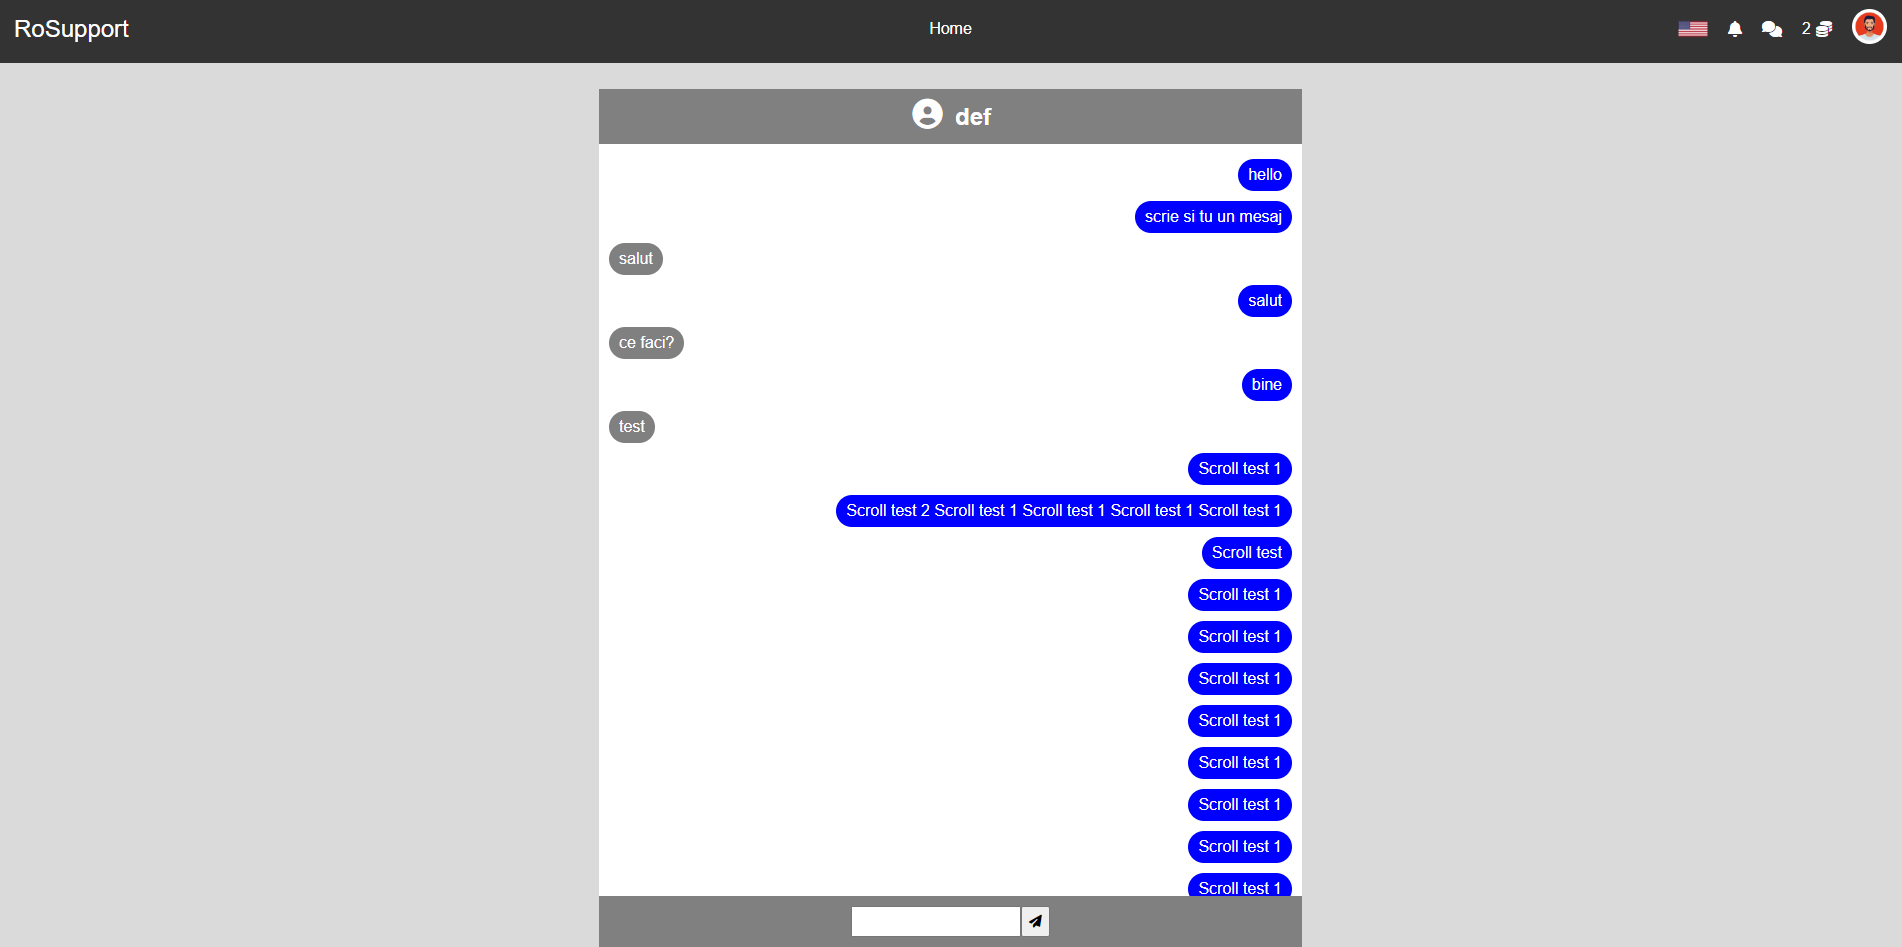 RoSupport
Home
2
def
hello
scrie si tu un mesaj
salut
salut
ce faci?
bine
test
Scroll test 1
Scroll test 2 Scroll test 1 Scroll test 1 Scroll test 1 Scroll test 1
Scroll test
Scroll test 1
Scroll test 1
Scroll test 1
Scroll test 1
Scroll test 1
Scroll test 1
Scroll test 1
Scroll test 1